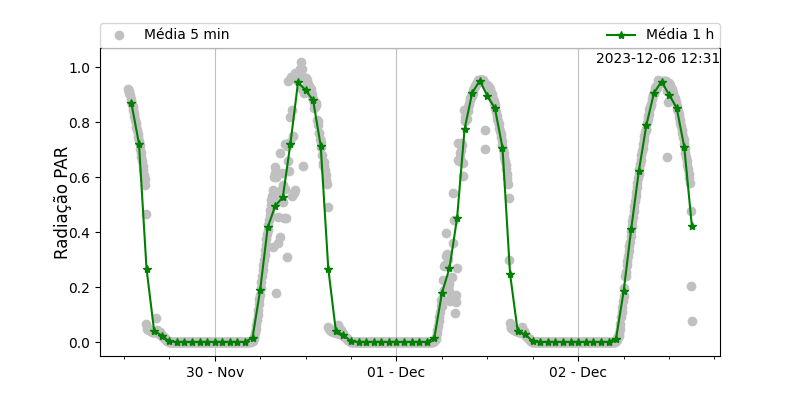 Média 5 min
Média 1 h
2023-12-06 12:31
Radiação PAR
1.0
0.8
0.6
0.4
0.2
0.0
30 - Nov
01 - Dec
02 - Dec